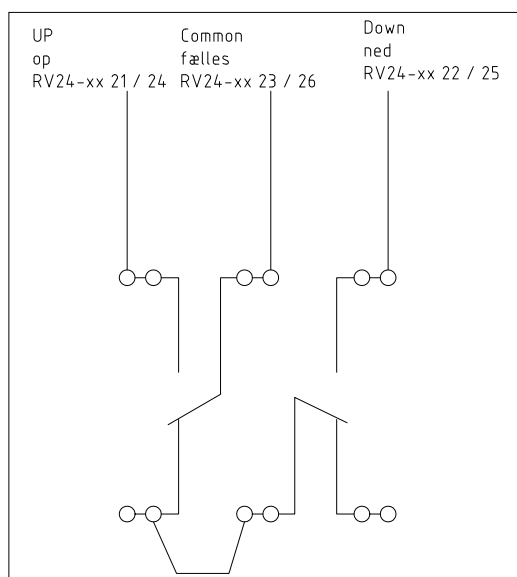 UP
op
RV24-xx 21 / 24
Common
fælles
RV24-xx 23 / 26
Down
ned
RV24-xx 22 / 25